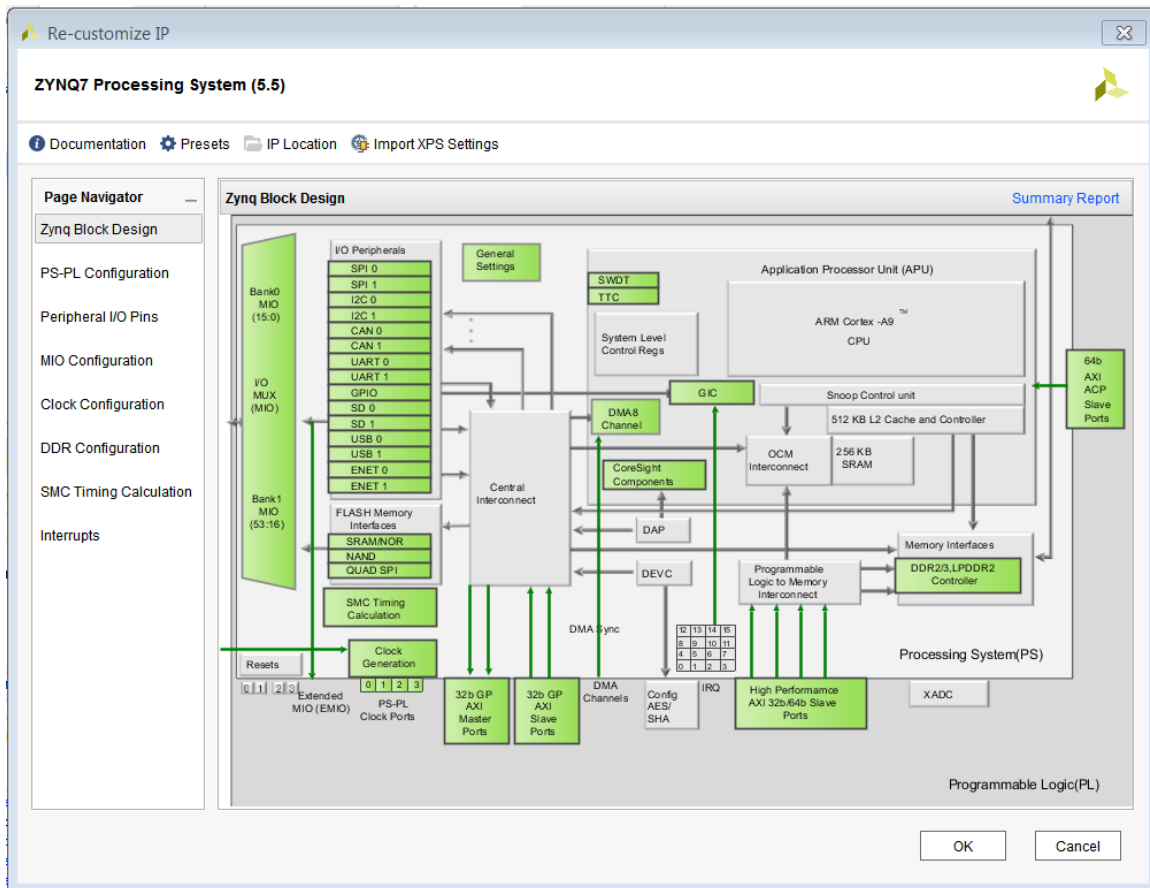 Re-customize IP
ZYNQ7 Processing System (5.5)
Documentation Presets IP Location Import XPS Settings
Page Navigator
Zynq Block Design
PS-PL Configuration
Peripheral I/O Pins
MIO Configuration
Clock Configuration
DDR Configuration
SMC Timing Calculation
Interrupts
Zynq Block Design
Summary Report
Bank0
MIO
(15:0)
I/O
MUX
(MIO)
Bank1
MIO
(53:16)
I/O Peripherals
SPI 0
SPI 1
I2C 0
I2C 1
CAN 0
CAN 1
UART 0
UART 1
GPIO
SD 0
SD 1
USB 0
USB 1
ENET 0
ENET 1
FLASH Memory
Interfaces
SRAM/NOR
NAND
QUAD SPI
SMC Timing
Calculation
General
Settings
Central
Interconnect
Application Processor Unit (APU)
SWDT
TTC
System Level
Control Regs
ARM Cortex -A9 TM
CPU
GIC
Snoop Control unit
512 KB L2 Cache and Controller
DMA8
Channel
OCM
Interconnect
256 KB
SRAM
CoreSight
Components
DAP
DEVC
64b
AXI
ACP
Slave
Ports
Memory Interfaces
DDR2/3,LPDDR2
Controller
Programmable
Logic to Memory
Interconnect
DMA Sync
12 13 14 15
8 9 10 11
4 5 6 7
0 1 2 3
Processing System(PS)
Resets
0 1 2 3
Clock
Generation
0 1 2 3
Extended
MIO (EMIO)
PS-PL
Clock Ports
32b GP
AXI
Master
Ports
32b GP
AXI
Slave
Ports
DMA
Channels
Config
AES/
SHA
IRQ
High Performamce
AXI 32b/64b Slave
Ports
XADC
Programmable Logic(PL)
OK
Cancel